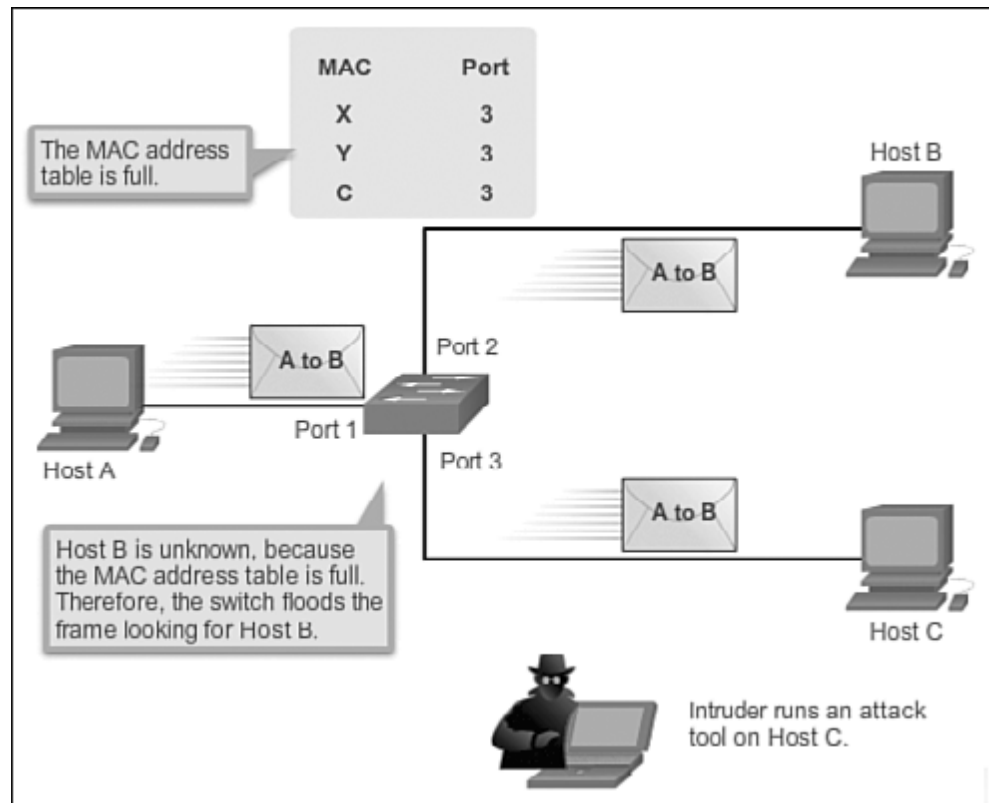 MAC Port
X 3
Y 3
C 3
The MAC address
table is full.
Host B
A to B
A to B
Port 2
Port 1
Host A
Port 3
A to B
Host B is unknown, because
the MAC address table is full.
Therefore, the switch floods the
frame looking for Host B.
Host C
Intruder runs an attack
tool on Host C.